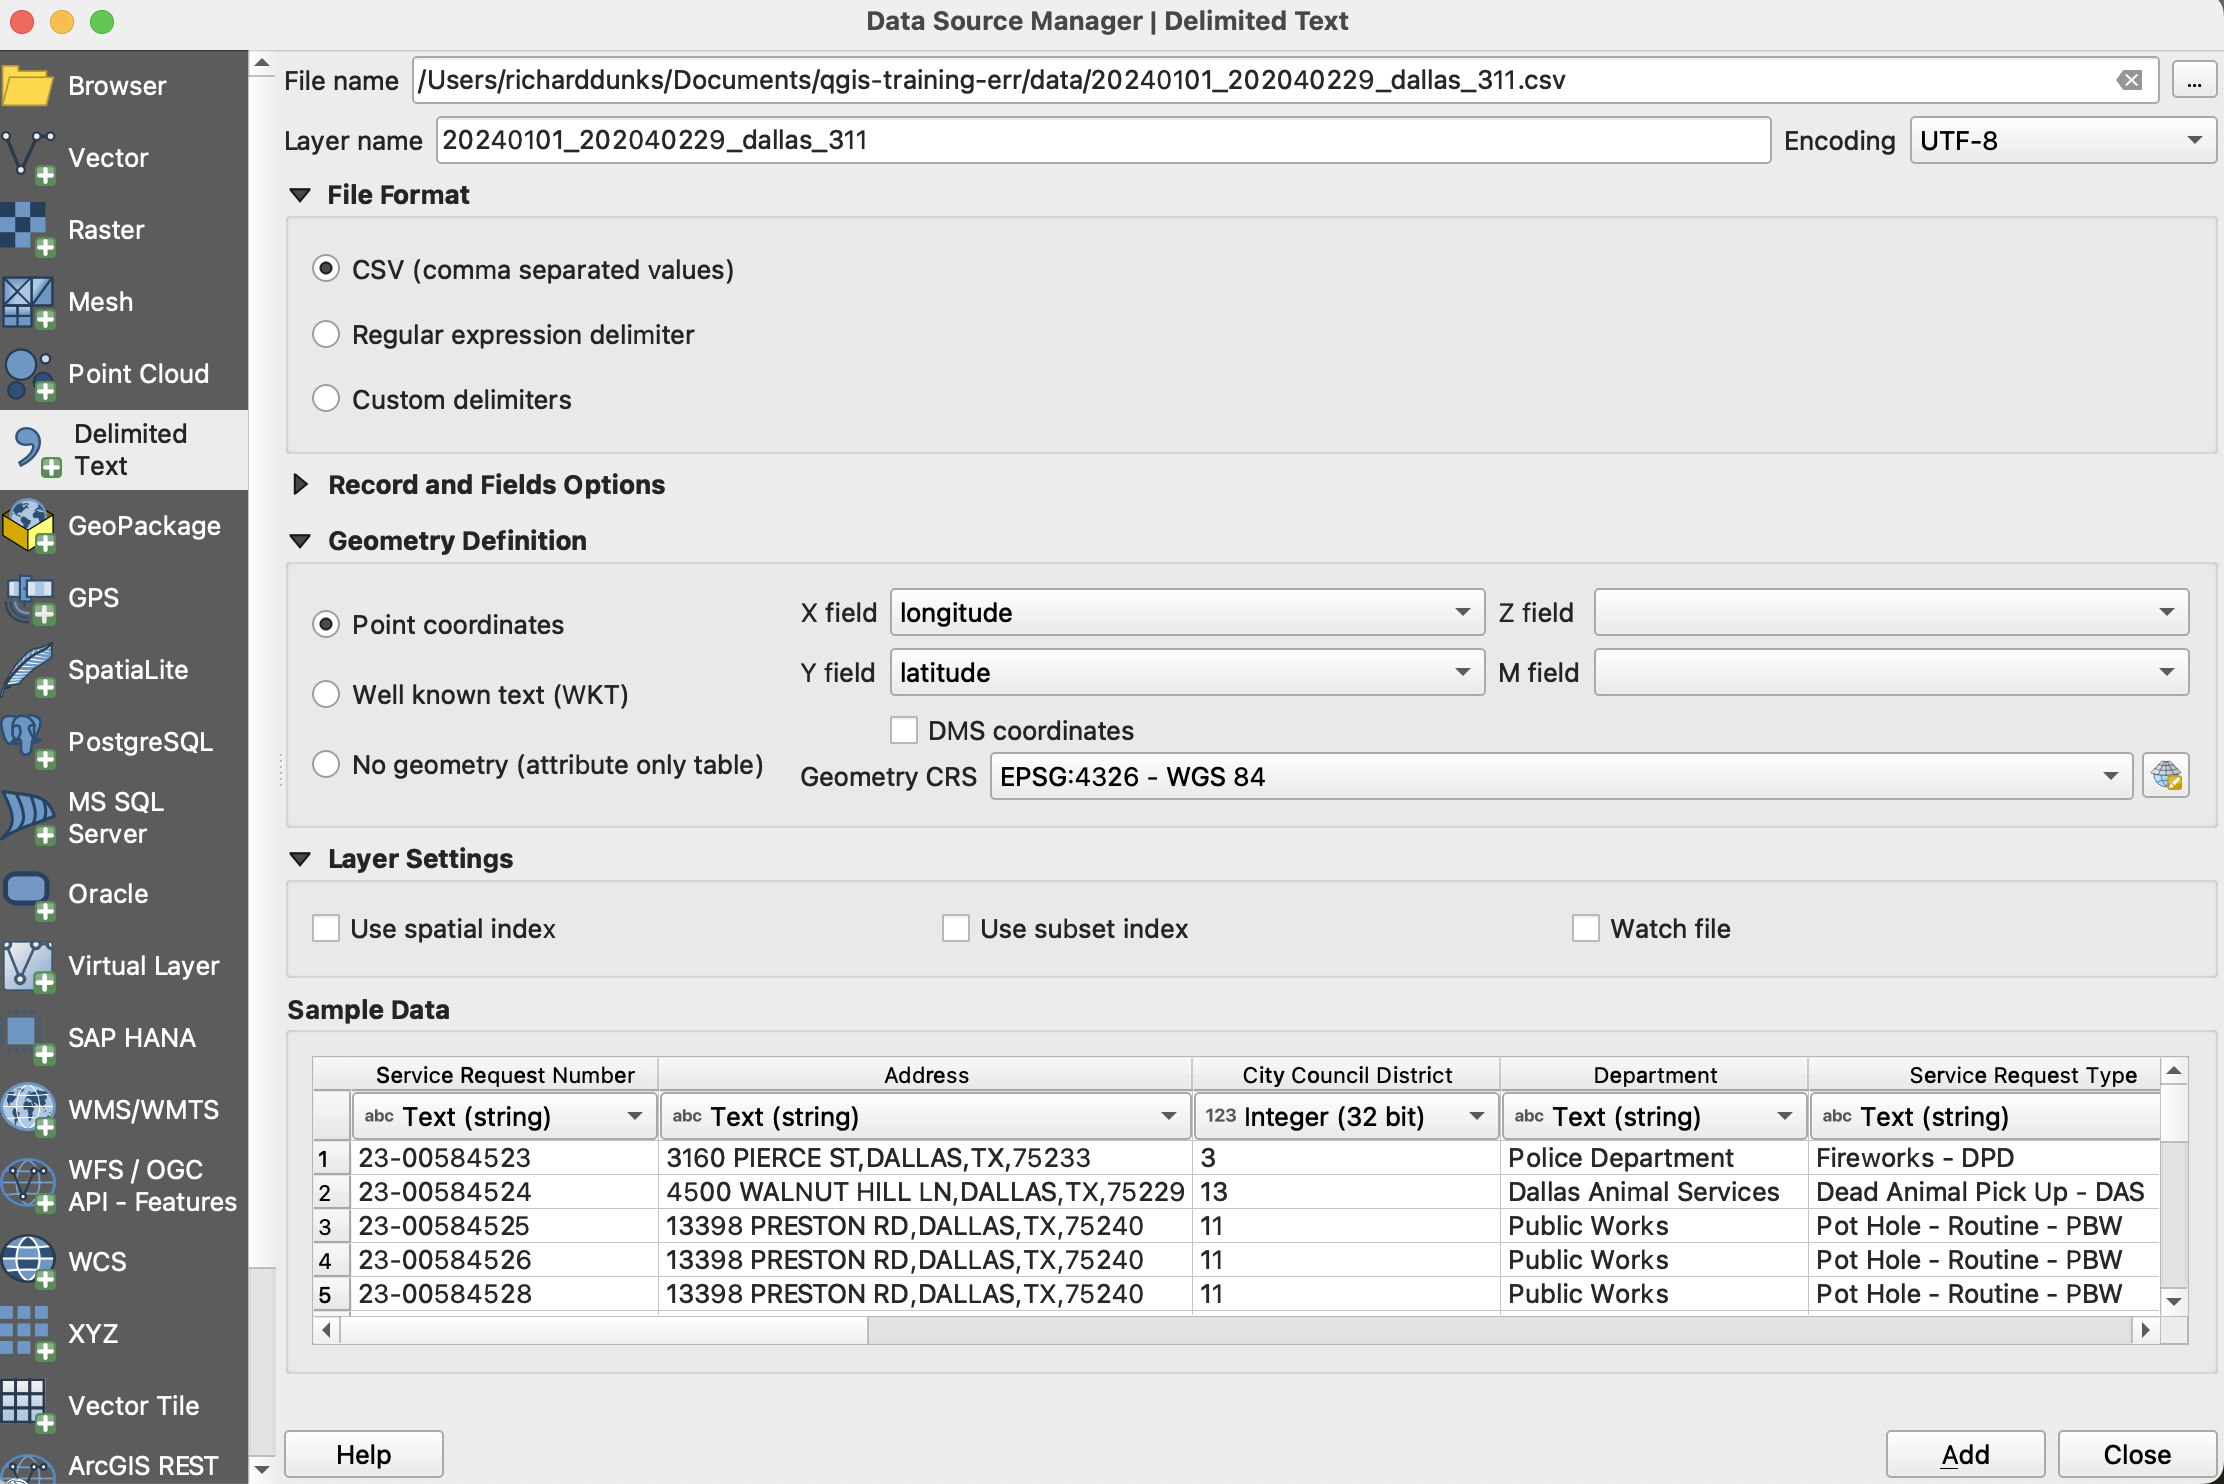 Data Source Manager | Delimited Text
Browser
Vector
Raster
Mesh
Point Cloud
Delimited
Text
GeoPackage
GPS
SpatiaLite
PostgreSQL
MS SQL
Server
Oracle
Virtual Layer
SAP HANA
WMS/WMTS
WFS / OGC
API - Features
WCS
XYZ
Vector Tile
ArcGIS REST
File name /Users/richarddunks/Documents/qgis-training-err/data/20240101_202040229_dallas_311.csv ...
Layer name 20240101_202040229_dallas_311 Encoding UTF-8
File Format
CSV (comma separated values)
Regular expression delimiter
Custom delimiters
Record and Fields Options
Geometry Definition
Point coordinates
Well known text (WKT)
No geometry (attribute only table)
X field longitude Z field
Y field latitude M field
DMS coordinates
Geometry CRS EPSG:4326 - WGS 84
Layer Settings
Use spatial index Use subset index Watch file
Sample Data
Service Request Number Address City Council District Department Service Request Type
abc Text (string) abc Text (string) 123 Integer (32 bit) abc Text (string) abc Text (string)
1 23-00584523 3160 PIERCE ST,DALLAS,TX,75233 3 Police Department Fireworks - DPD
2 23-00584524 4500 WALNUT HILL LN,DALLAS,TX,75229 13 Dallas Animal Services Dead Animal Pick Up - DAS
3 23-00584525 13398 PRESTON RD,DALLAS,TX,75240 11 Public Works Pot Hole - Routine - PBW
4 23-00584526 13398 PRESTON RD,DALLAS,TX,75240 11 Public Works Pot Hole - Routine - PBW
5 23-00584528 13398 PRESTON RD,DALLAS,TX,75240 11 Public Works Pot Hole - Routine - PBW
Help Add Close